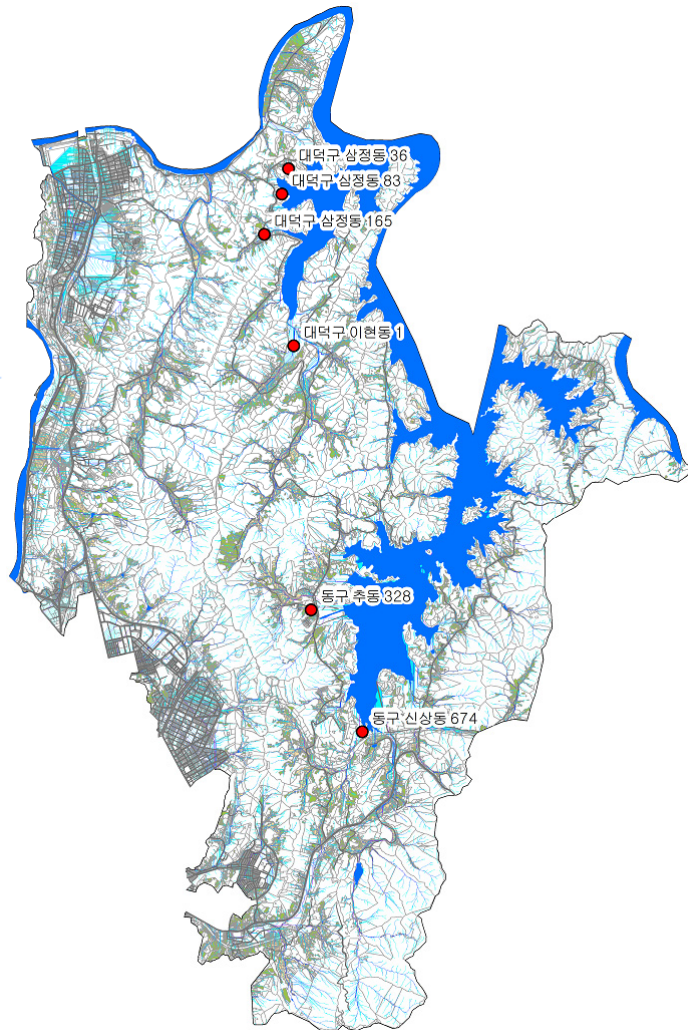 대덕구 삼정동 36
대덕구 삼정동 83
대덕구 삼정동 165
대덕구 이현동 1
동구 추동 328
동구 신상동 674